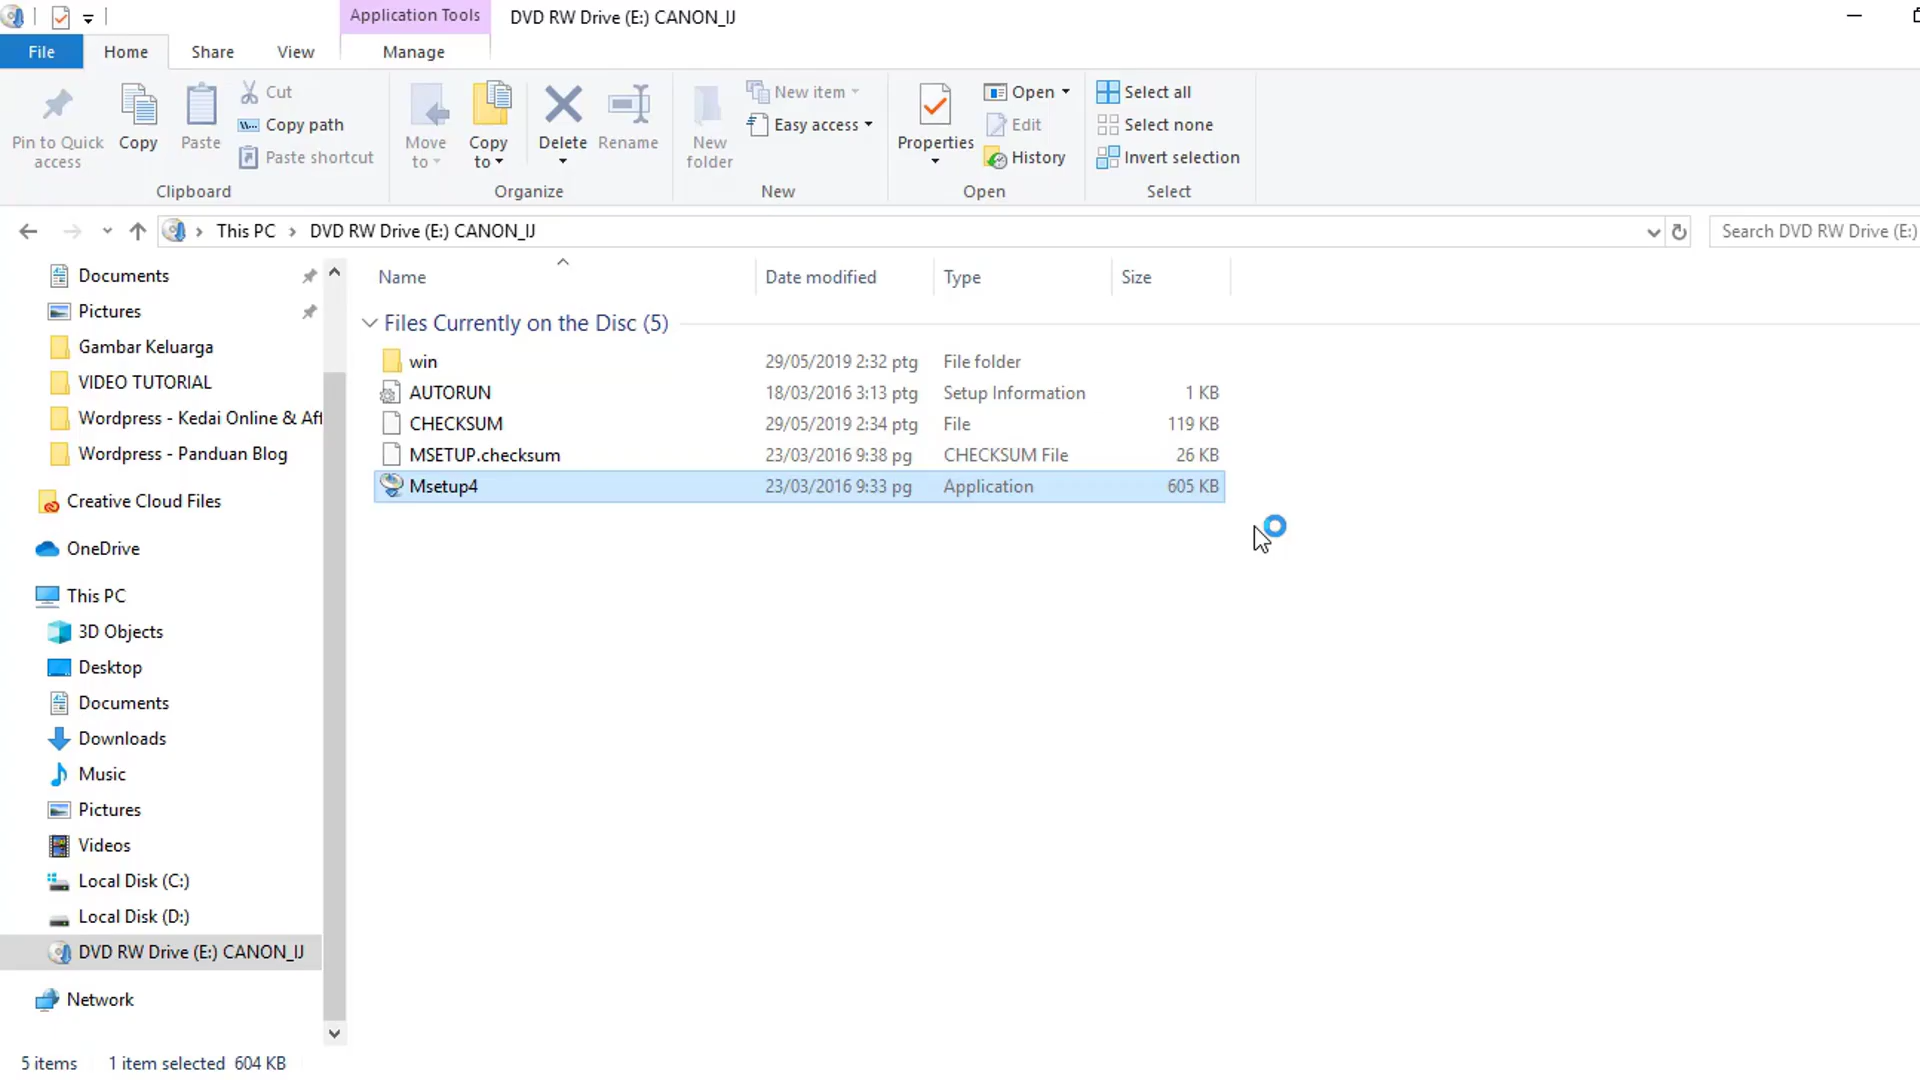 Application Tools DVD RW Drive (E:) CANON_IJ
File Home Share View Manage
Pin to Quick access
Copy
Paste
Cut
Copy path
Paste shortcut
Clipboard
Move to
Copy to
Delete
Rename
Organize
New folder
New item
Easy access
New
Properties
Open
Edit
History
Open
Select all
Select none
Invert selection
Select
This PC DVD RW Drive (E:) CANON_IJ Search DVD RW Drive (E:)
Documents
Pictures
Gambar Keluarga
VIDEO TUTORIAL
Wordpress - Kedai Online & Aff
Wordpress - Panduan Blog
Creative Cloud Files
OneDrive
This PC
3D Objects
Desktop
Documents
Downloads
Music
Pictures
Videos
Local Disk (C:)
Local Disk (D:)
DVD RW Drive (E:) CANON_IJ
Network
Name Date modified Type Size
Files Currently on the Disc (5)
win 29/05/2019 2:32 ptg File folder
AUTORUN 18/03/2016 3:13 ptg Setup Information 1 KB
CHECKSUM 29/05/2019 2:34 ptg File 119 KB
MSETUP.checksum 23/03/2016 9:38 pg CHECKSUM File 26 KB
Msetup4 23/03/2016 9:33 pg Application 605 KB
5 items 1 item selected 604 KB